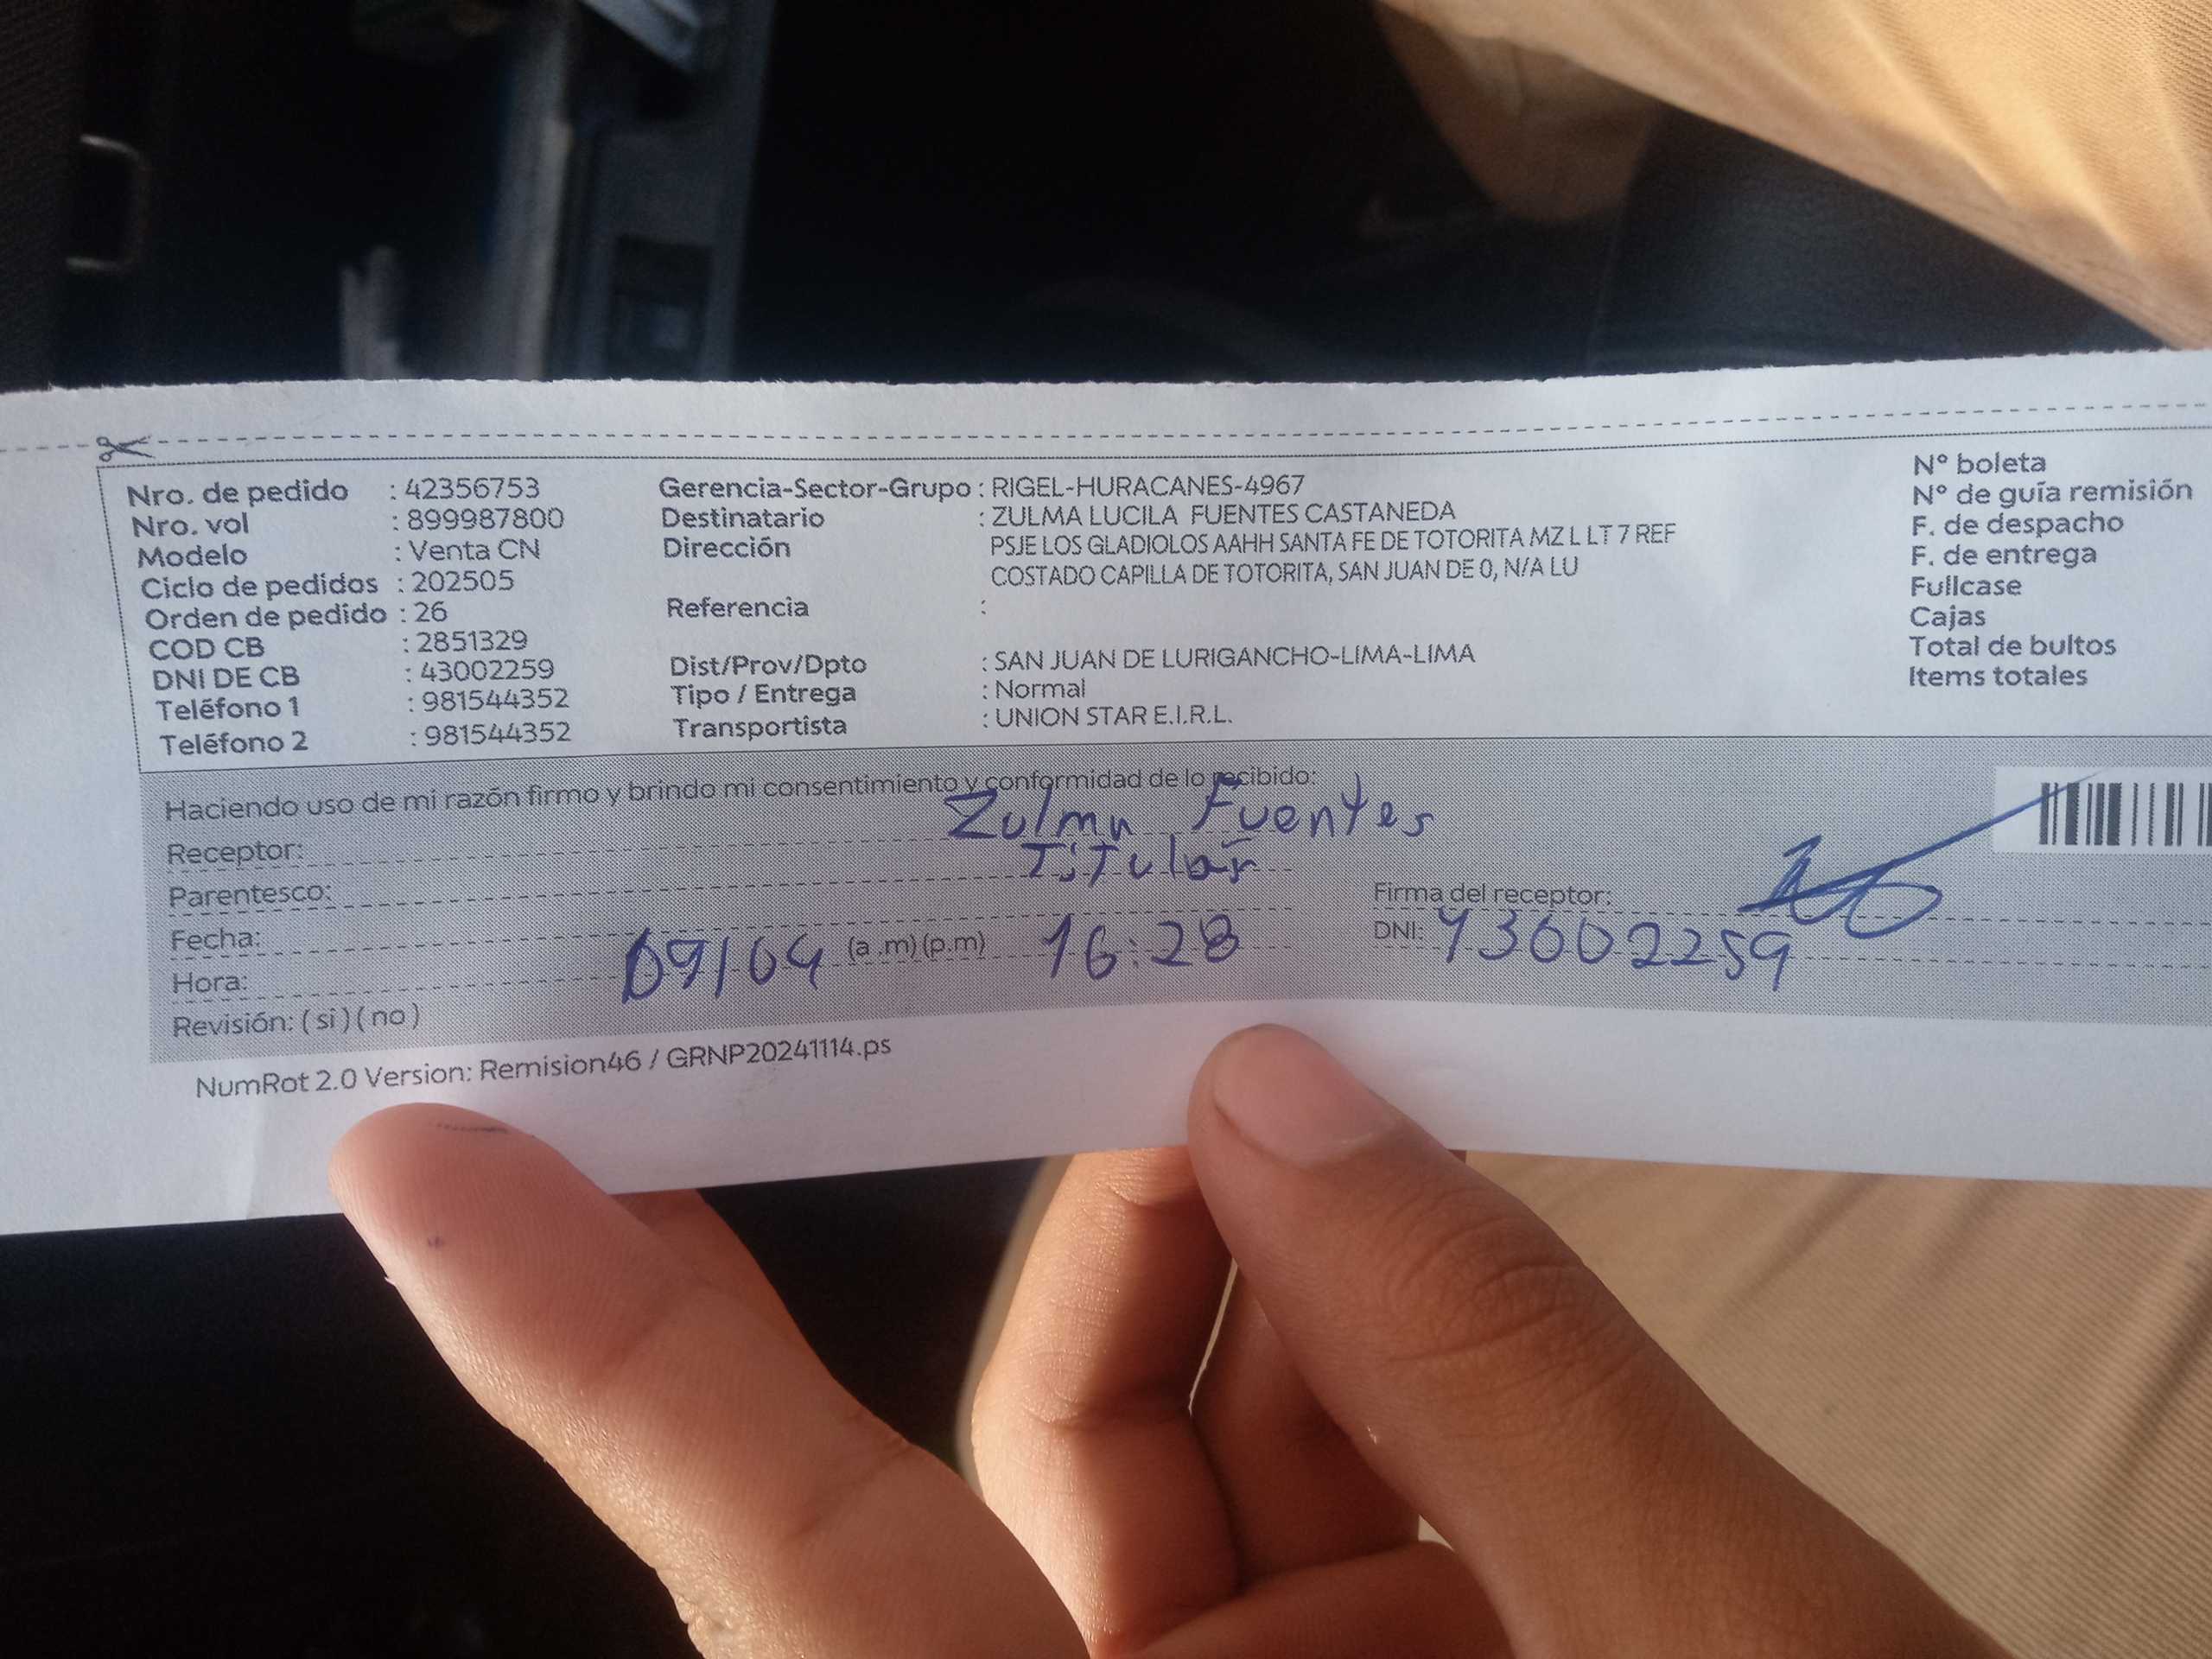 Nro. de pedido : 42356753
Nro. vol : 899987800
Modelo : Venta CN
Ciclo de pedidos : 202505
Orden de pedido : 26
COD CB : 2851329
DNI DE CB : 43002259
Teléfono 1 : 981544352
Teléfono 2 : 981544352
Gerencia-Sector-Grupo : RIGEL-HURACANES-4967
Destinatario : ZULMA LUCILA FUENTES CASTANEDA
Dirección PSJE LOS GLADIOLOS AAHH SANTA FE DE TOTORITA MZ L LT 7 REF
COSTADO CAPILLA DE TOTORITA, SAN JUAN DE 0, N/A LU
Referencia :
Dist/Prov/Dpto : SAN JUAN DE LURIGANCHO-LIMA-LIMA
Tipo / Entrega : Normal
Transportista : UNION STAR E.I.R.L.
N° boleta
N° de guía remisión
F. de despacho
F. de entrega
Fullcase
Cajas
Total de bultos
Items totales
Haciendo uso de mi razón firmo y brindo mi consentimiento y conformidad de lo recibido:
Receptor: Zulma Fuentes
Parentesco: Titular
Firma del receptor:
Fecha: 09/04 (a.m)(p.m) 16:28
DNI: 43002259
Hora:
Revisión: ( si ) ( no )
NumRot 2.0 Version: Remision46 / GRNP20241114.ps